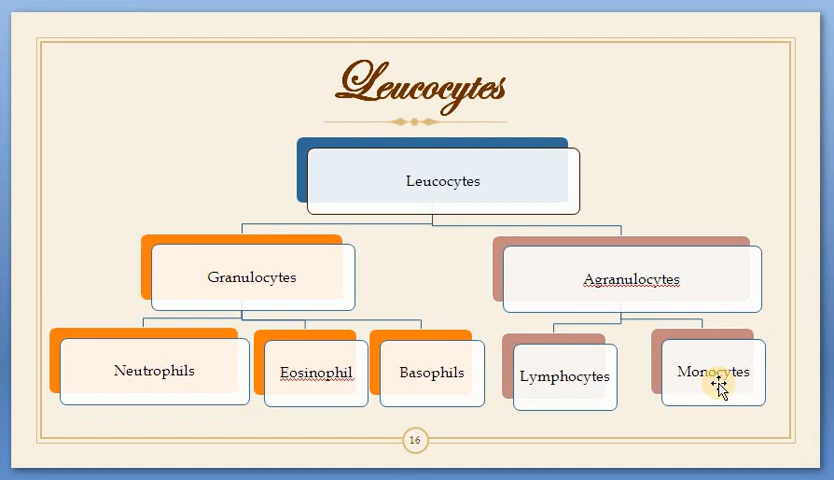 Leucocytes
Leucocytes
Granulocytes
Agranulocytes
Neutrophils
Eosinophil
Basophils
Lymphocytes
Monocytes
16